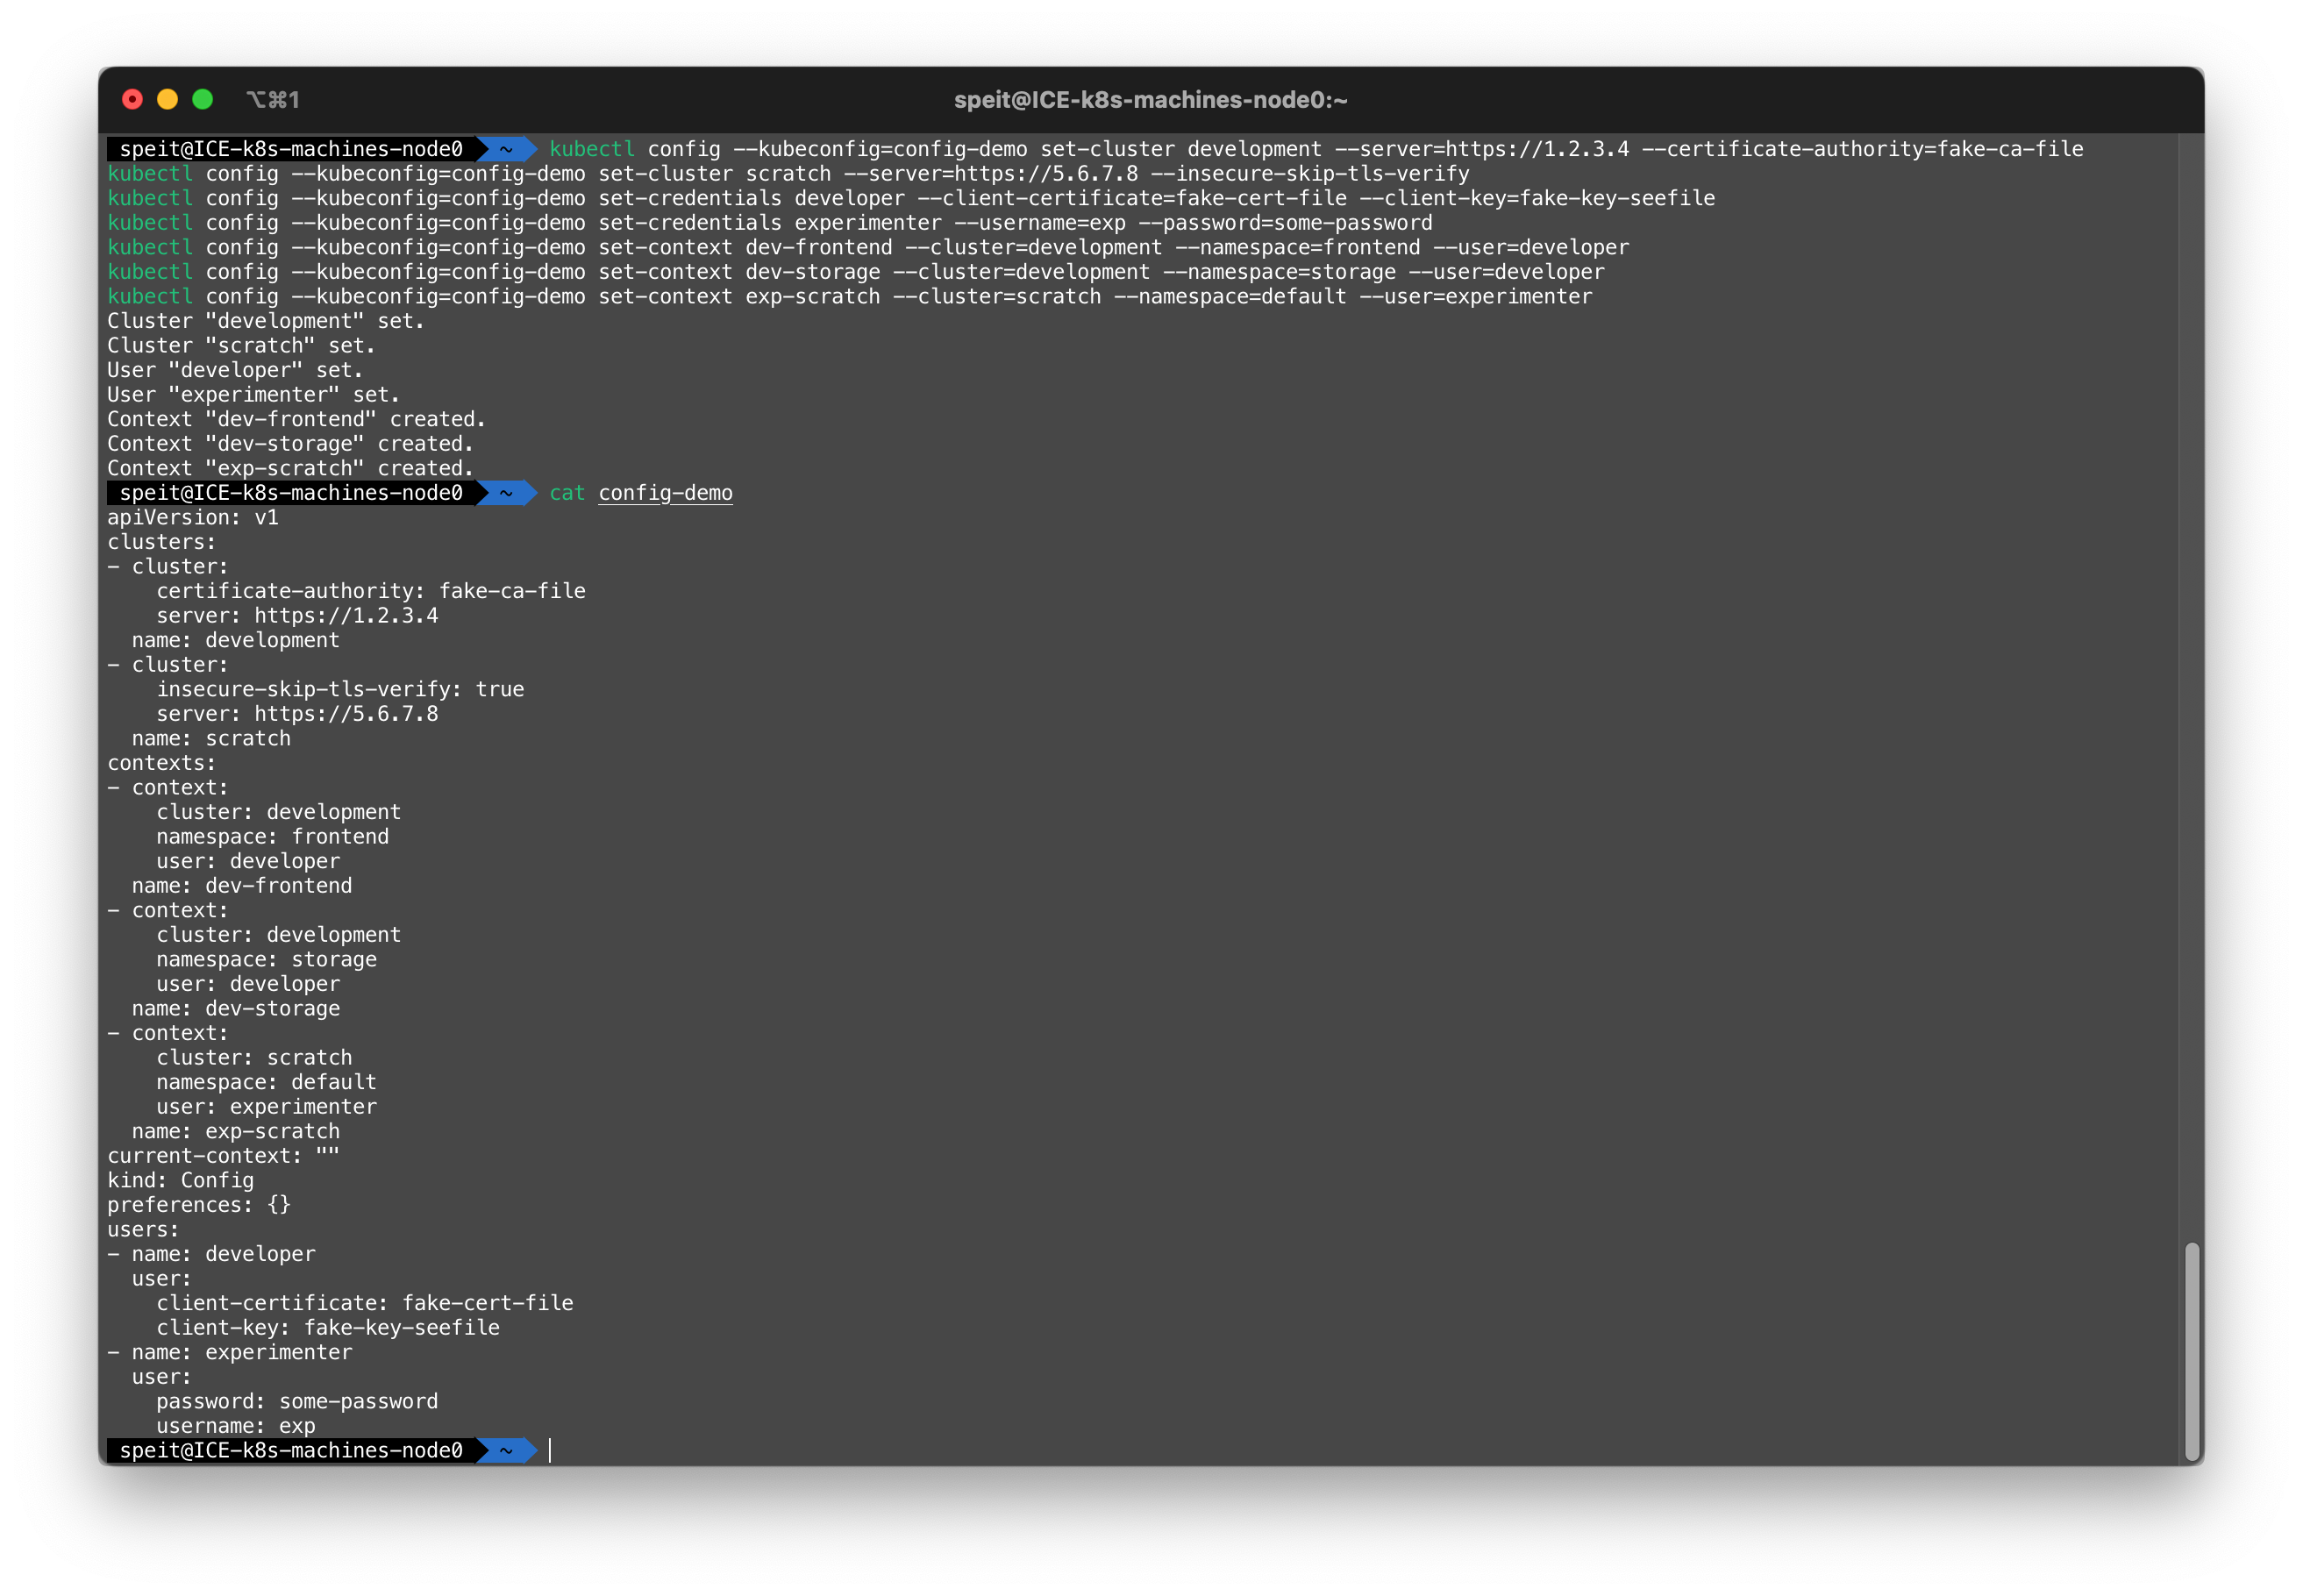 ⌥⌘1
speit@ICE-k8s-machines-node0:~
speit@ICE-k8s-machines-node0 ~ kubectl config --kubeconfig=config-demo set-cluster development --server=https://1.2.3.4 --certificate-authority=fake-ca-file
kubectl config --kubeconfig=config-demo set-cluster scratch --server=https://5.6.7.8 --insecure-skip-tls-verify
kubectl config --kubeconfig=config-demo set-credentials developer --client-certificate=fake-cert-file --client-key=fake-key-seefile
kubectl config --kubeconfig=config-demo set-credentials experimenter --username=exp --password=some-password
kubectl config --kubeconfig=config-demo set-context dev-frontend --cluster=development --namespace=frontend --user=developer
kubectl config --kubeconfig=config-demo set-context dev-storage --cluster=development --namespace=storage --user=developer
kubectl config --kubeconfig=config-demo set-context exp-scratch --cluster=scratch --namespace=default --user=experimenter
Cluster "development" set.
Cluster "scratch" set.
User "developer" set.
User "experimenter" set.
Context "dev-frontend" created.
Context "dev-storage" created.
Context "exp-scratch" created.
speit@ICE-k8s-machines-node0 ~ cat config-demo
apiVersion: v1
clusters:
- cluster:
    certificate-authority: fake-ca-file
    server: https://1.2.3.4
  name: development
- cluster:
    insecure-skip-tls-verify: true
    server: https://5.6.7.8
  name: scratch
contexts:
- context:
    cluster: development
    namespace: frontend
    user: developer
  name: dev-frontend
- context:
    cluster: development
    namespace: storage
    user: developer
  name: dev-storage
- context:
    cluster: scratch
    namespace: default
    user: experimenter
  name: exp-scratch
current-context: ""
kind: Config
preferences: {}
users:
- name: developer
  user:
    client-certificate: fake-cert-file
    client-key: fake-key-seefile
- name: experimenter
  user:
    password: some-password
    username: exp
speit@ICE-k8s-machines-node0 ~